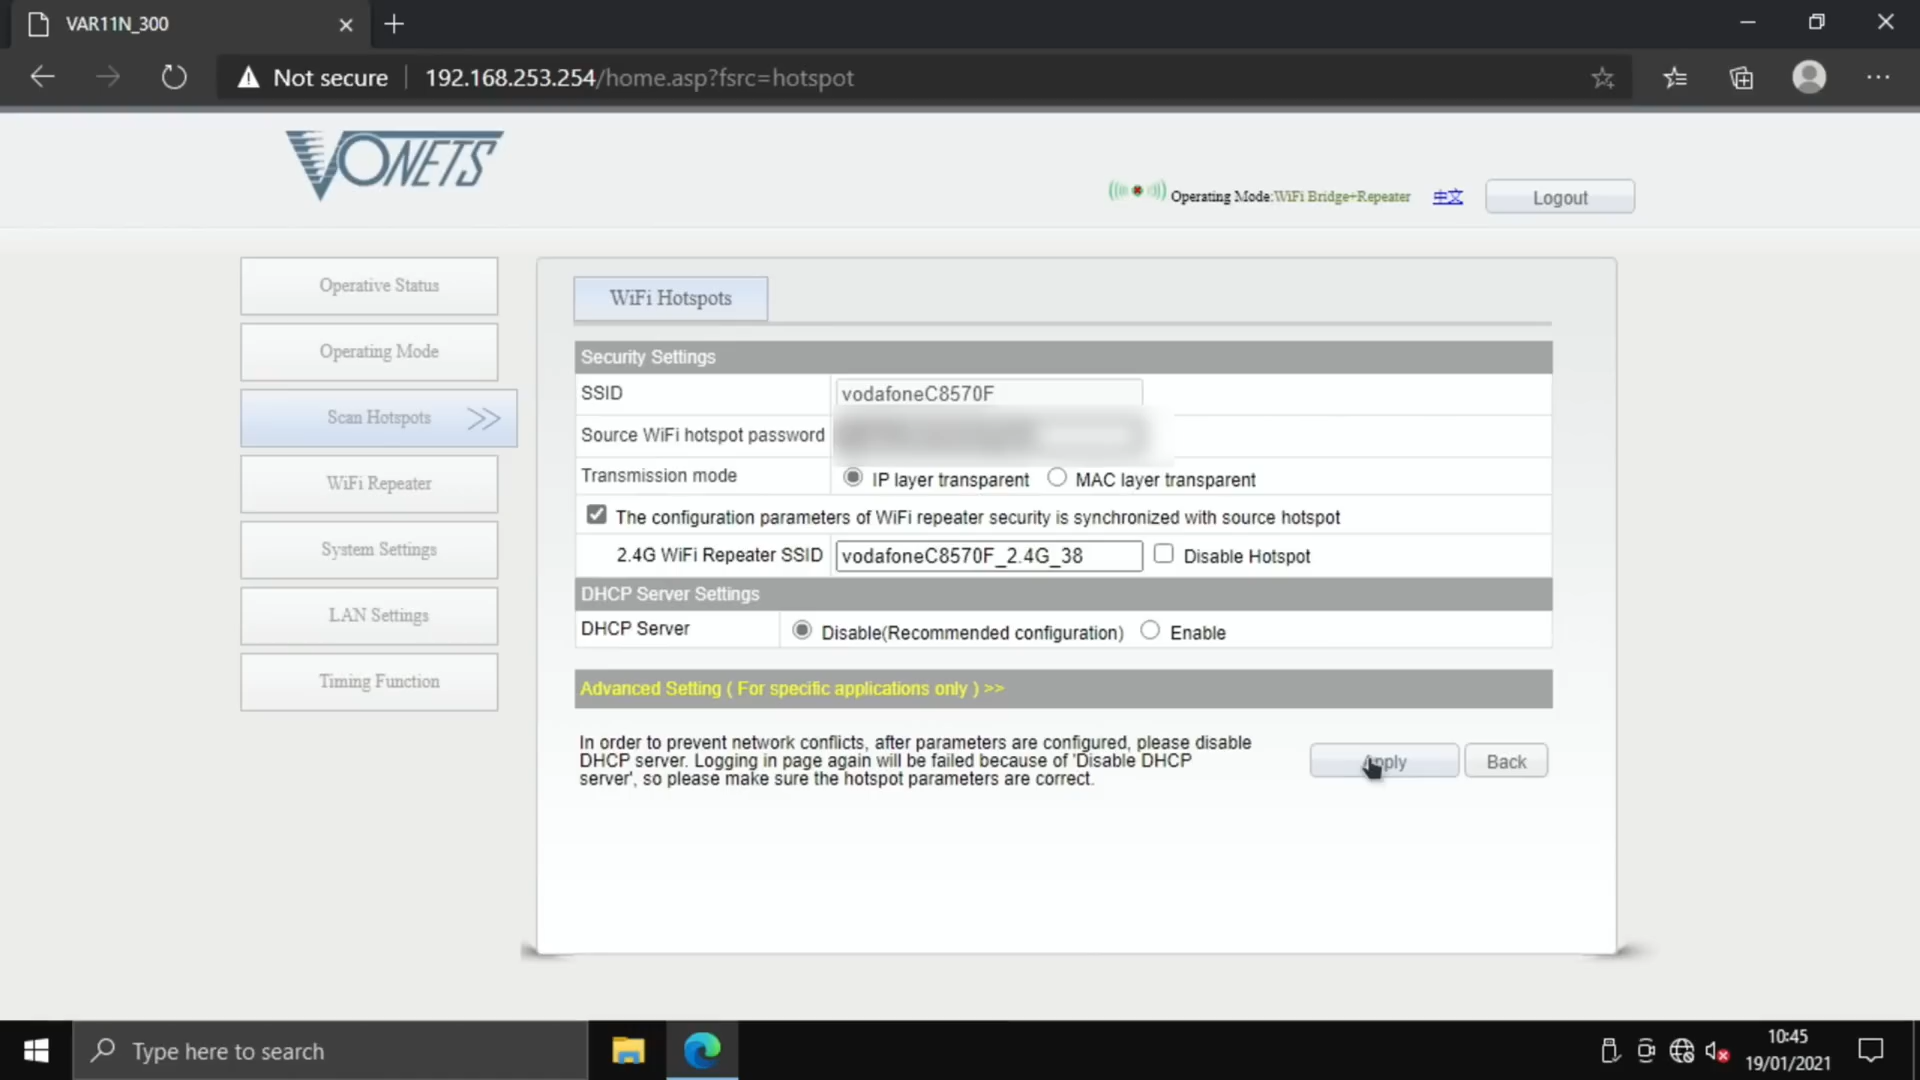 VAR11N_300
Not secure
192.168.253.254/home.asp?fsrc=hotspot
VONETS
Operating Mode:WiFi Bridge+Repeater
中文
Logout
Operative Status
Operating Mode
Scan Hotspots
WiFi Repeater
System Settings
LAN Settings
Timing Function
WiFi Hotspots
Security Settings
SSID vodafoneC8570F
Source WiFi hotspot password
Transmission mode IP layer transparent MAC layer transparent
The configuration parameters of WiFi repeater security is synchronized with source hotspot
2.4G WiFi Repeater SSID vodafoneC8570F_2.4G_38 Disable Hotspot
DHCP Server Settings
DHCP Server Disable(Recommended configuration) Enable
Advanced Setting ( For specific applications only ) >>
In order to prevent network conflicts, after parameters are configured, please disable
DHCP server. Logging in page again will be failed because of 'Disable DHCP
server', so please make sure the hotspot parameters are correct.
Apply Back
Type here to search
10:45
19/01/2021